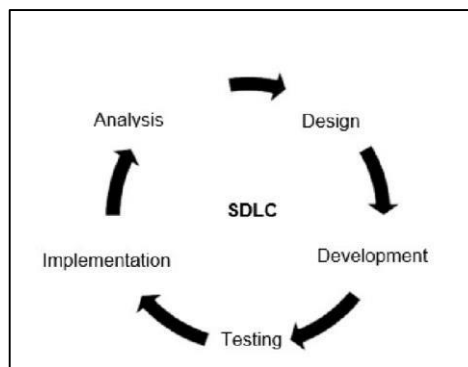 Analysis
Design
SDLC
Development
Testing
Implementation